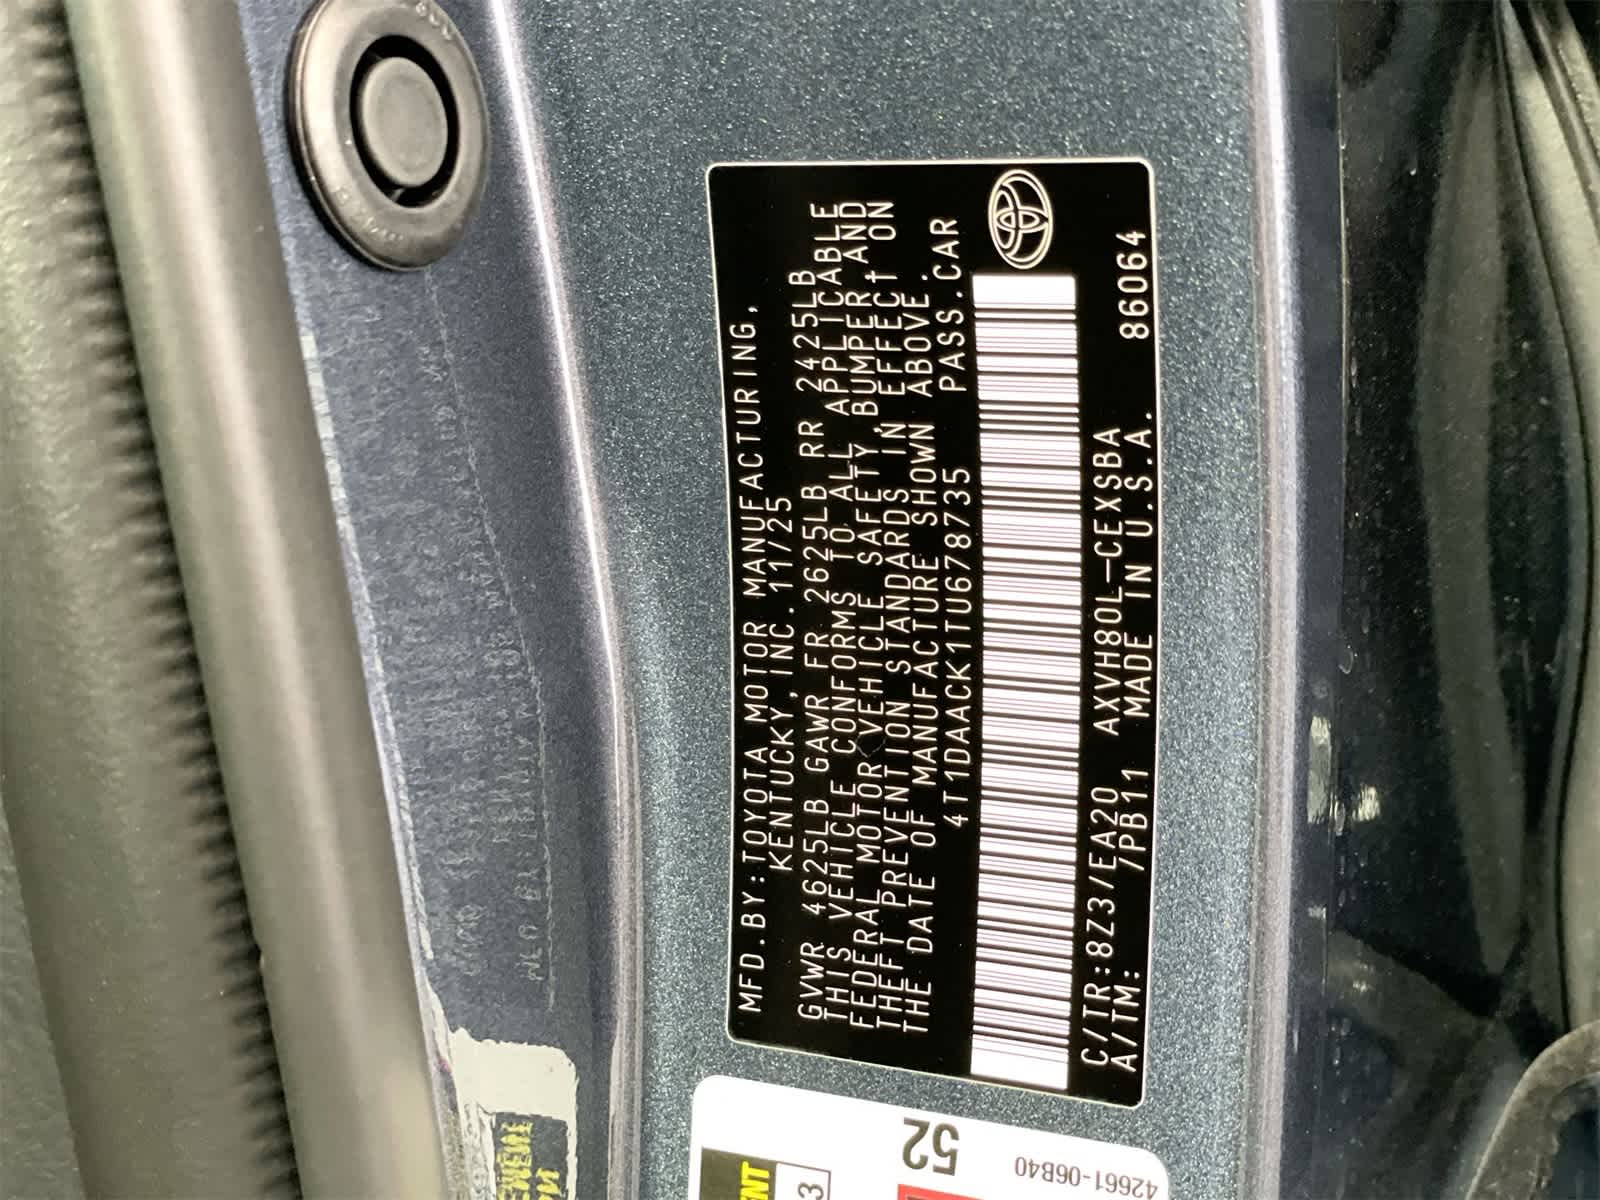 MFD.BY:TOYOTA MOTOR MANUFACTURING,
KENTUCKY, INC. 11/25
GVWR 4625LB GAWR FR 2625LB RR 2425LB
THIS VEHICLE CONFORMS TO ALL APPLICABLE
FEDERAL MOTOR VEHICLE SAFETY, BUMPER, AND
THEFT PREVENTION STANDARDS IN EFFECT ON
THE DATE OF MANUFACTURE SHOWN ABOVE.
4T1DAACK1TU678735 PASS.CAR
C/TR:8Z3/EA20 AXVH80L-CEXSBA 86064
A/TM: /PB11 MADE IN U.S.A.
52
42661-06B40
3